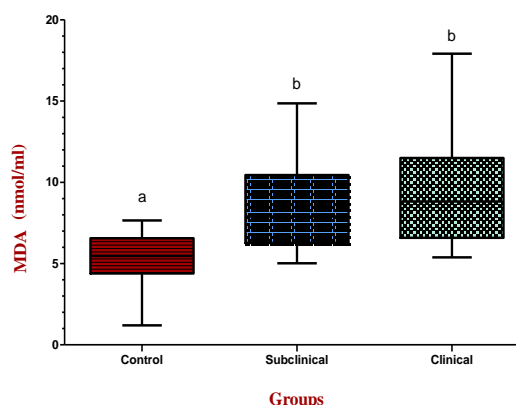 20
15
10
5
0
MDA (nmol/ml)
a
b
b
Control
Subclinical
Clinical
Groups